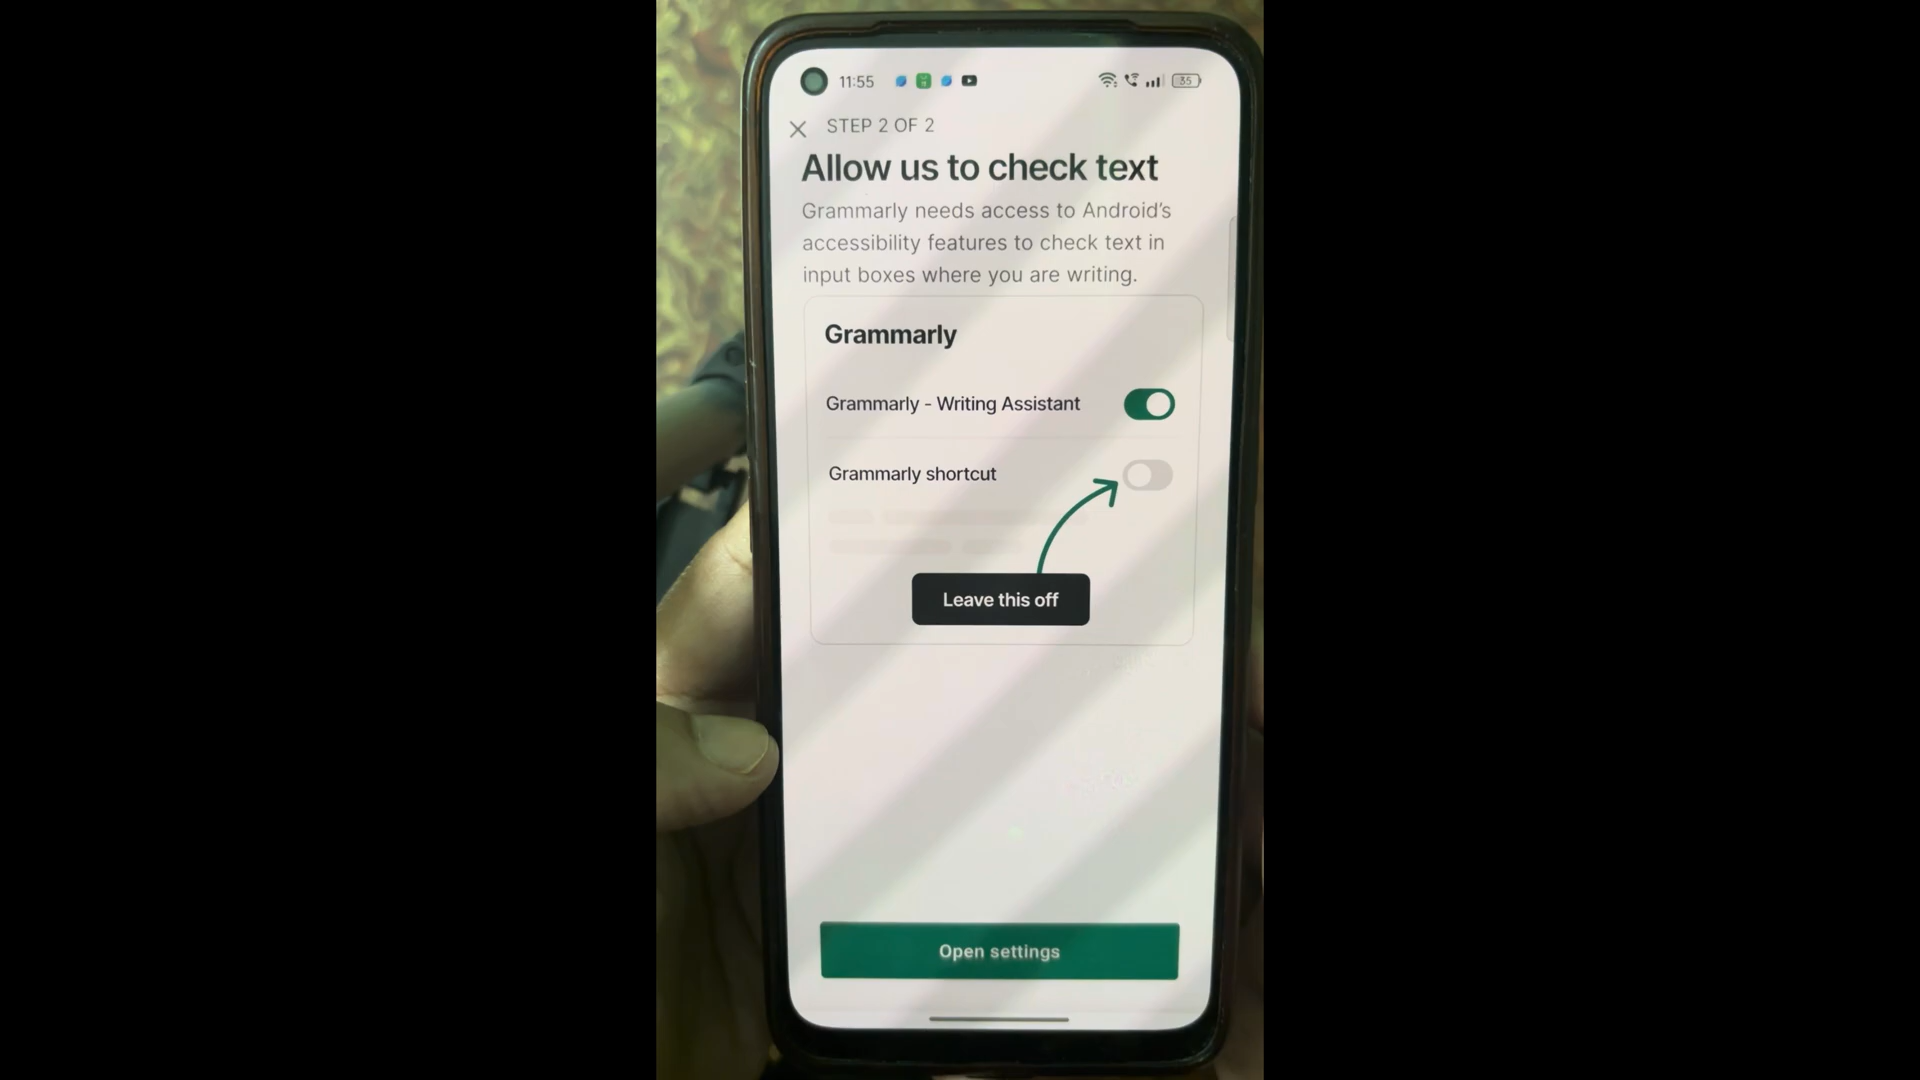 11:55
35
STEP 2 OF 2
Allow us to check text
Grammarly needs access to Android's
accessibility features to check text in
input boxes where you are writing.
Grammarly
Grammarly - Writing Assistant
Grammarly shortcut
Leave this off
Open settings